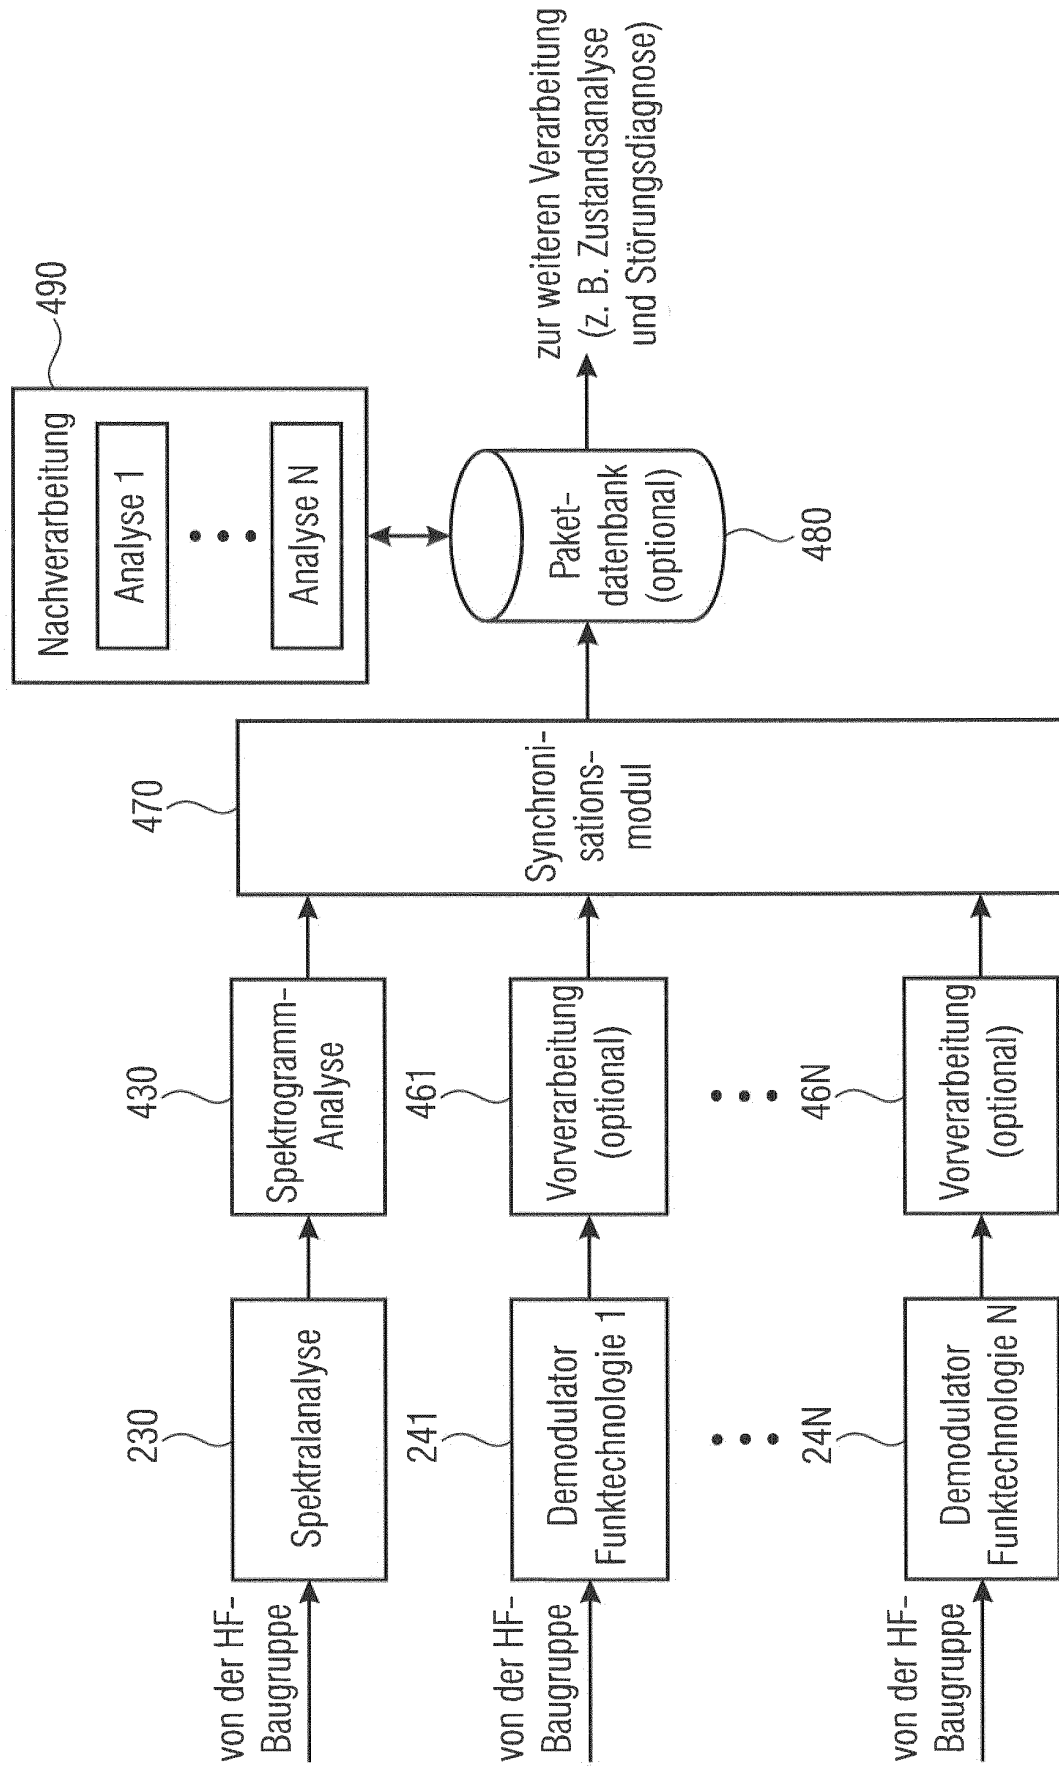 von der HF-
Baugruppe
230
Spektralanalyse
430
Spektrogramm-
Analyse
von der HF-
Baugruppe
241
Demodulator
Funktechnologie 1
461
Vorverarbeitung
(optional)
von der HF-
Baugruppe
24N
Demodulator
Funktechnologie N
46N
Vorverarbeitung
(optional)
470
Synchroni-
sations-
modul
490
Nachverarbeitung
Analyse 1
Analyse N
Paket-
datenbank
(optional)
480
zur weiteren Verarbeitung
(z. B. Zustandsanalyse
und Störungsdiagnose)